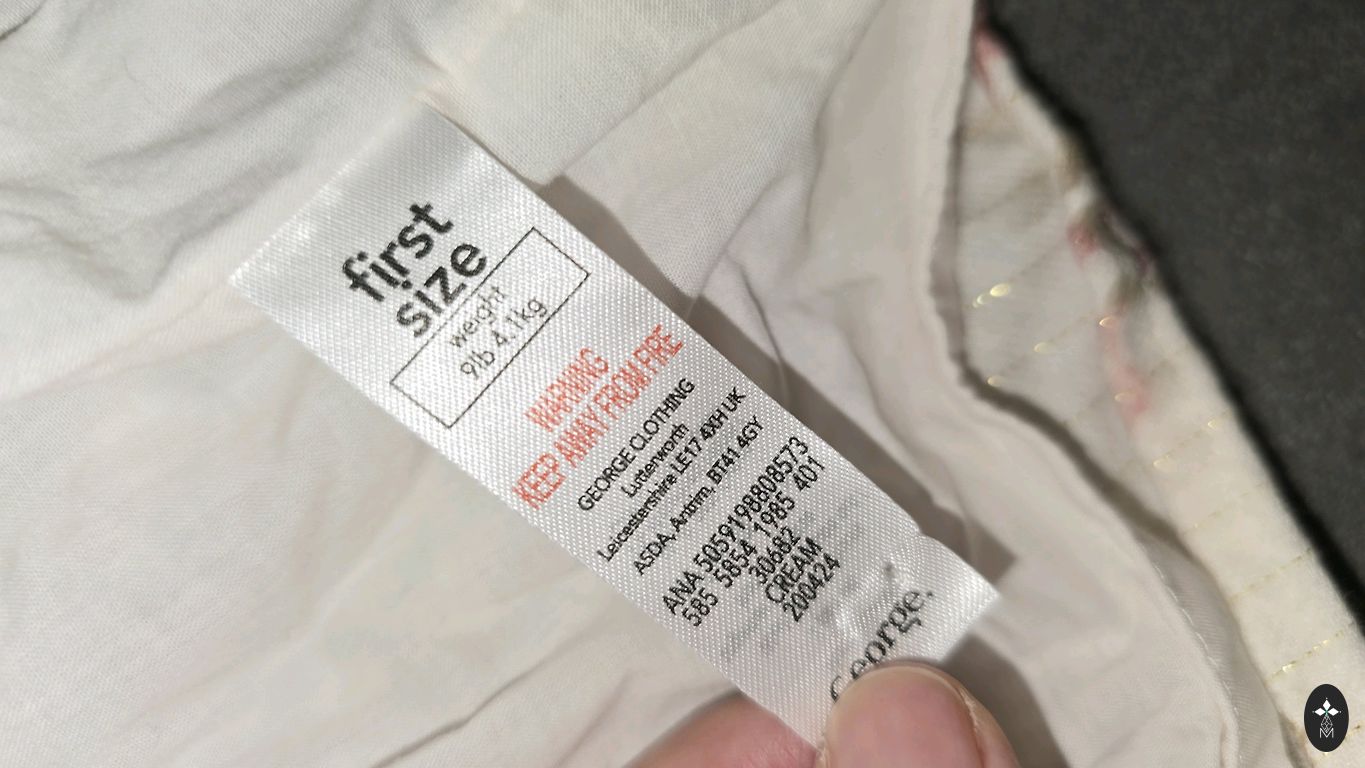 first
size
weight
9lb 4.1kg
WARNING
KEEP AWAY FROM FIRE
GEORGE CLOTHING
Lutterworth
Leicestershire LE17 4XH UK
ASDA, Antrim, BT41 4GY
ANA 5059198808573
585 5854 1985 401
30682
CREAM
200424
George.
M